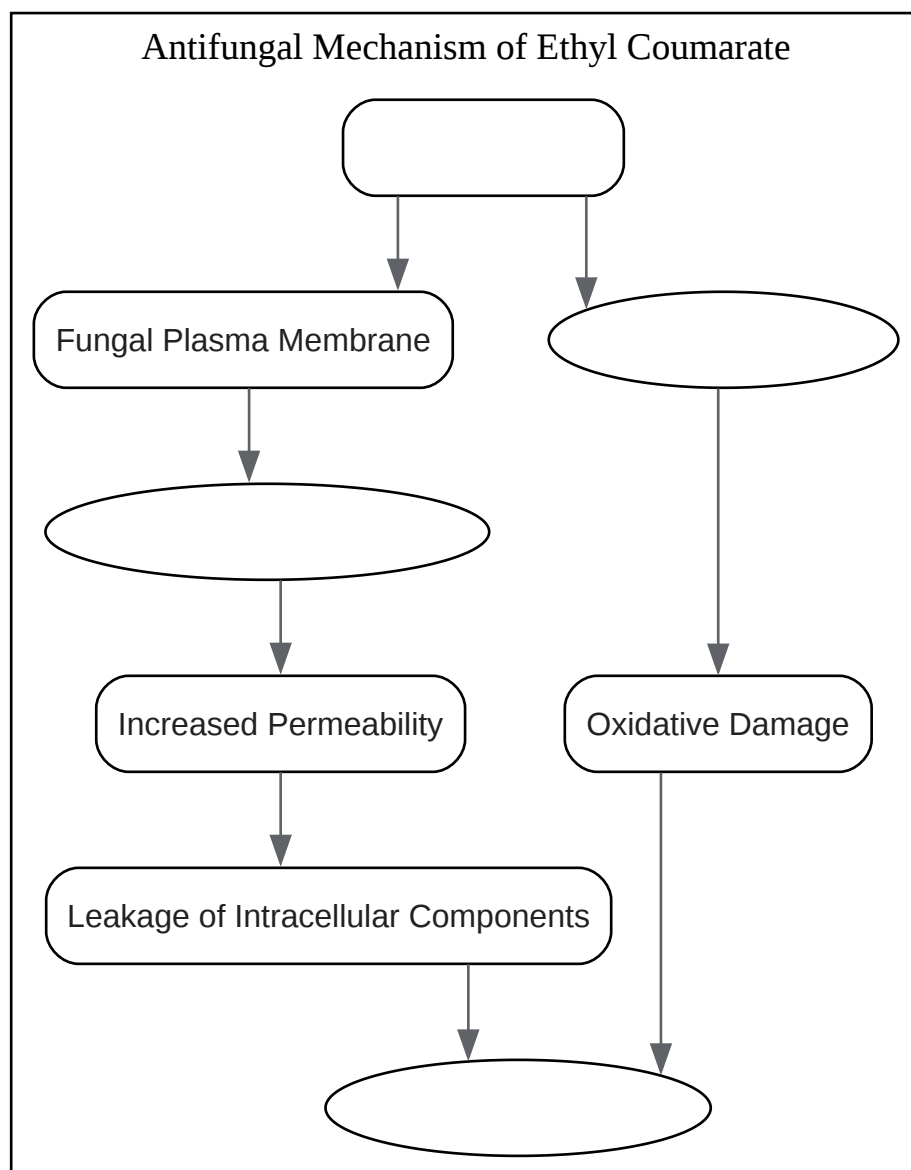 Antifungal Mechanism of Ethyl Coumarate
Fungal Plasma Membrane
Increased Permeability
Oxidative Damage
Leakage of Intracellular Components